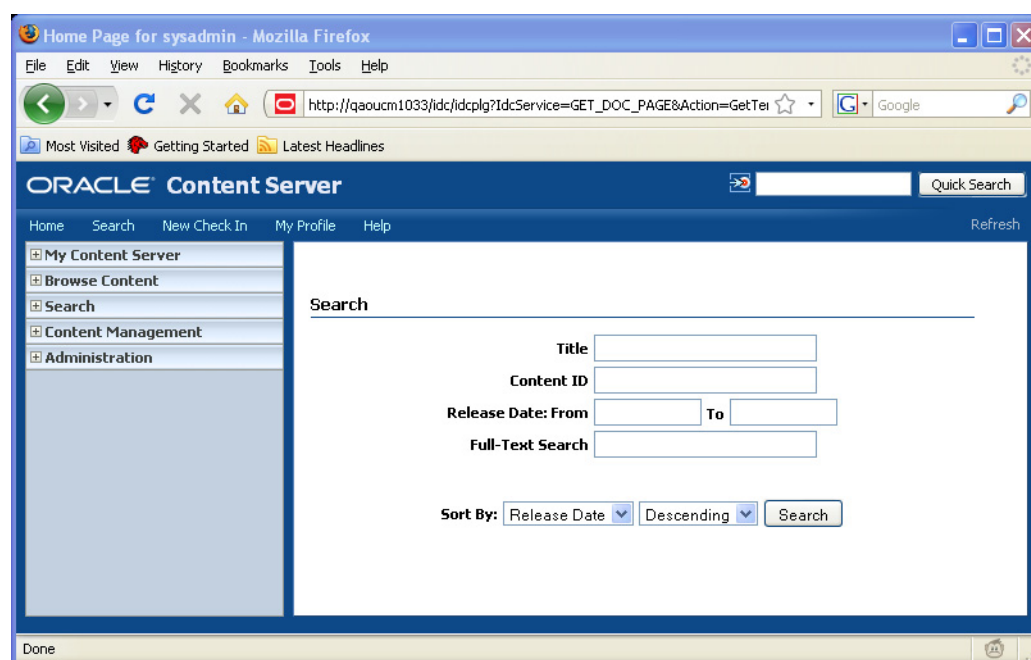 Home Page for sysadmin - Mozilla Firefox
File Edit View History Bookmarks Tools Help
http://qaoucm1033/idc/idcplg?IdcService=GET_DOC_PAGE&Action=GetTe
G Google
Most Visited Getting Started Latest Headlines
ORACLE Content Server
Quick Search
Home Search New Check In My Profile Help Refresh
My Content Server
Browse Content
Search
Content Management
Administration
Search
Title
Content ID
Release Date: From To
Full-Text Search
Sort By: Release Date Descending Search
Done